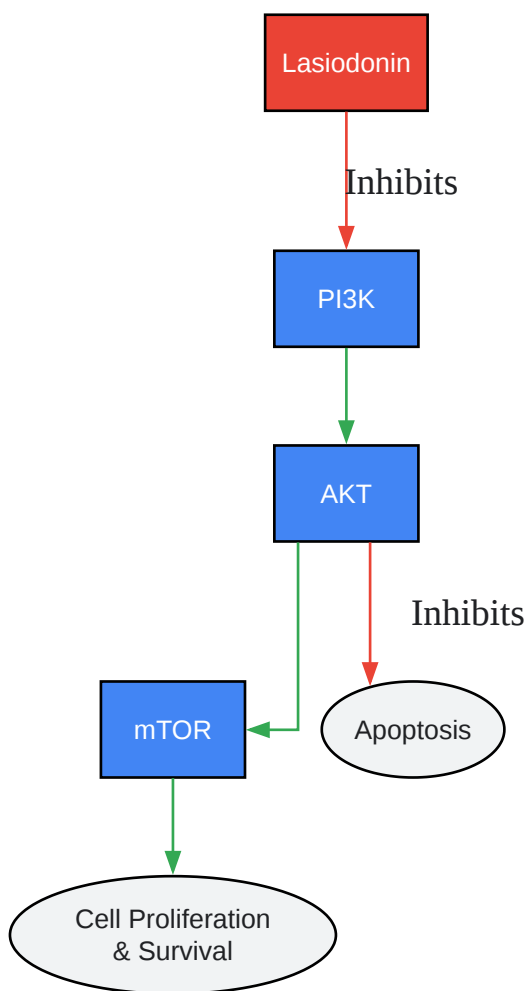 Lasiodonin
Inhibits
PI3K
AKT
Inhibits
mTOR
Apoptosis
Cell Proliferation
& Survival